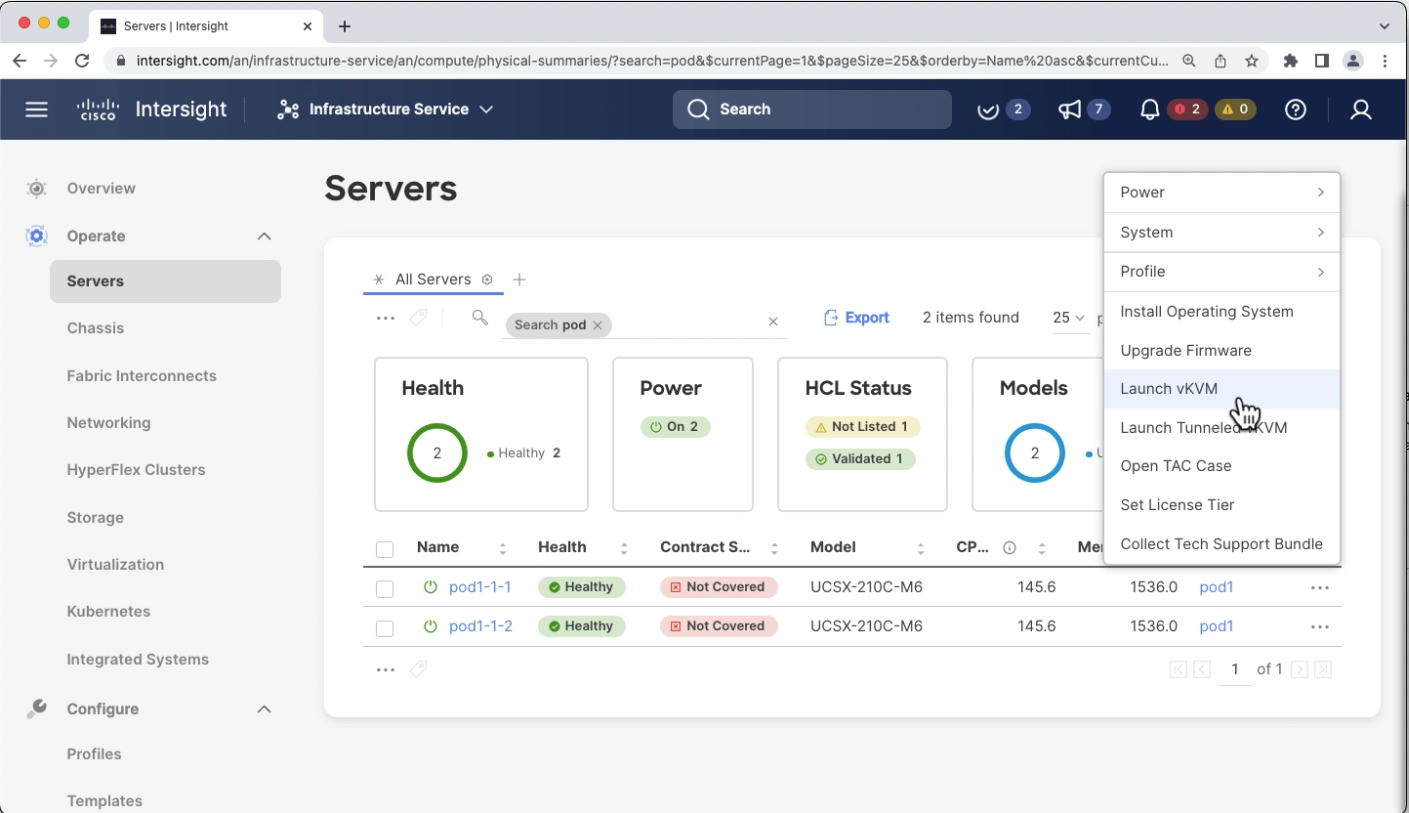 Servers | Intersight
intersight.com/an/infrastructure-service/an/compute/physical-summaries/?search=pod&$currentPage=1&$pageSize=25&$orderby=Name%20asc&$currentCu...
CISCO Intersight
Infrastructure Service
Search
2
7
2
0
Overview
Operate
Servers
Chassis
Fabric Interconnects
Networking
HyperFlex Clusters
Storage
Virtualization
Kubernetes
Integrated Systems
Configure
Profiles
Templates
Servers
All Servers
Search pod
Export
2 items found
25
Health
2
Healthy 2
Power
On 2
HCL Status
Not Listed 1
Validated 1
Models
2
Power
System
Profile
Install Operating System
Upgrade Firmware
Launch vKVM
Launch Tunneled vKVM
Open TAC Case
Set License Tier
Collect Tech Support Bundle
Name Health Contract S... Model CP...
pod1-1-1 Healthy Not Covered UCSX-210C-M6 145.6 1536.0 pod1 ...
pod1-1-2 Healthy Not Covered UCSX-210C-M6 145.6 1536.0 pod1 ...
1 of 1